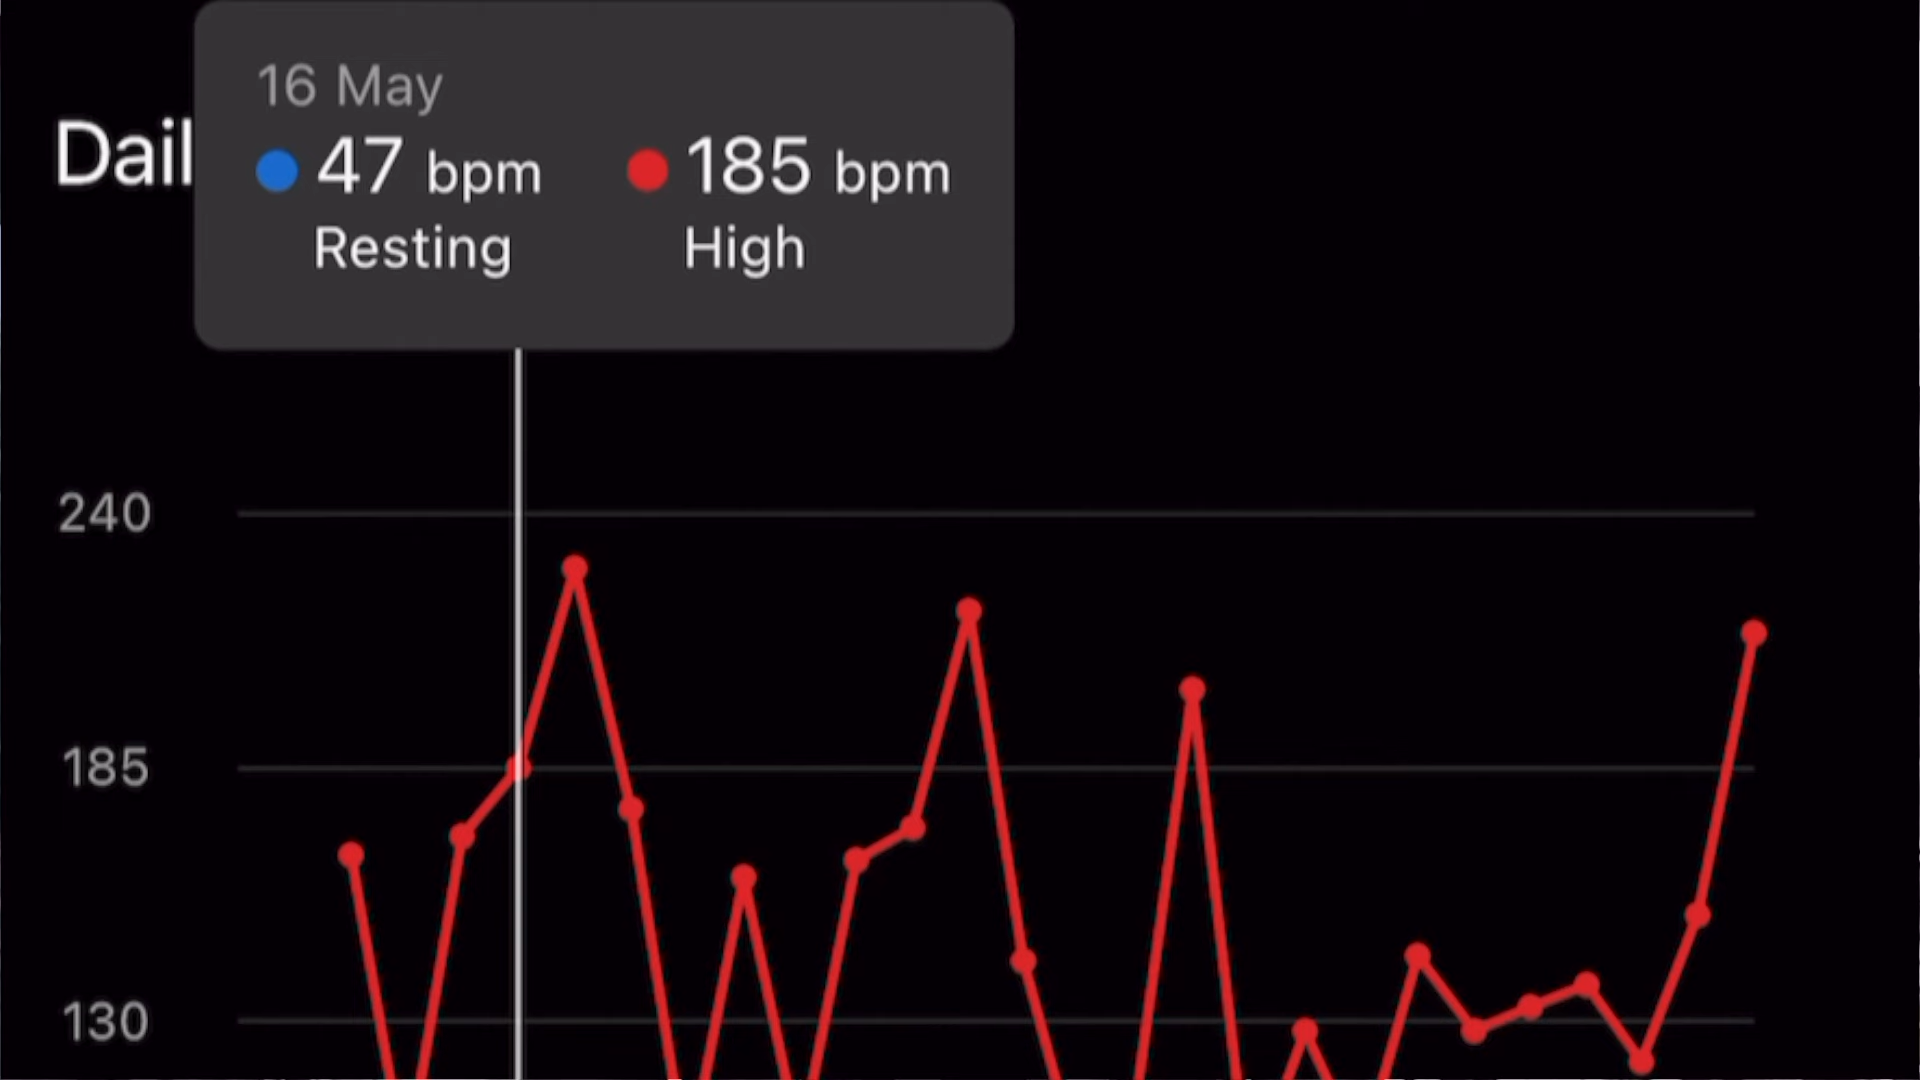 16 May
Dail
47 bpm
185 bpm
Resting
High
240
185
130